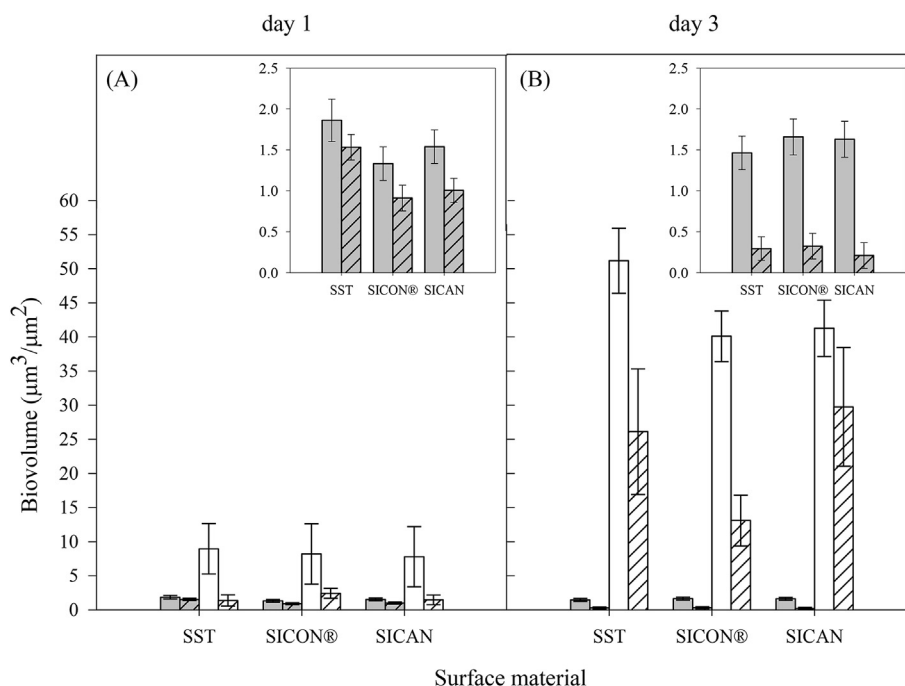 day 1
day 3
(A)
2.5
2.0
1.5
1.0
0.5
0.0
SST
SICON®
SICAN
(B)
2.5
2.0
1.5
1.0
0.5
0.0
SST
SICON®
SICAN
Biovolume (μm³/μm²)
60
55
50
45
40
35
30
25
20
15
10
5
0
SST
SICON®
SICAN
SST
SICON®
SICAN
Surface material